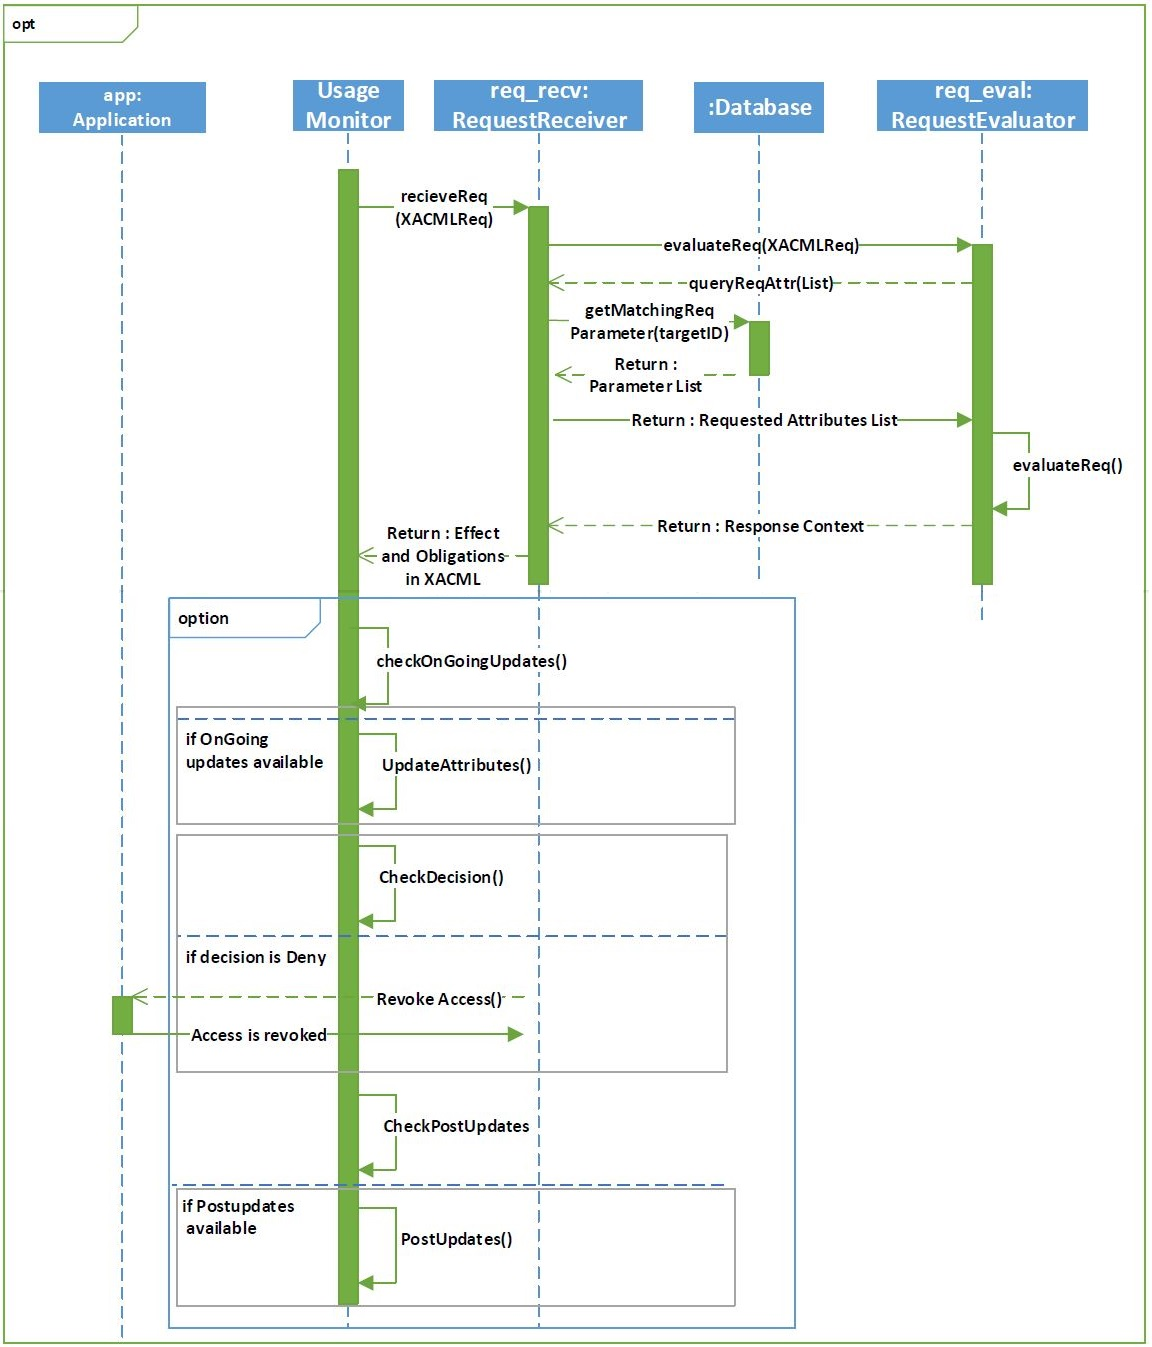 opt
app:
Application
Usage
Monitor
req_recv:
RequestReceiver
:Database
req_eval:
RequestEvaluator
recieveReq
(XACMLReq)
evaluateReq(XACMLReq)
queryReqAttr(List)
getMatchingReq
Parameter(targetID)
Return :
Parameter List
Return : Requested Attributes List
evaluateReq()
Return : Response Context
Return : Effect
and Obligations
in XACML
option
checkOnGoingUpdates()
if OnGoing
updates available
UpdateAttributes()
CheckDecision()
if decision is Deny
Revoke Access()
Access is revoked
CheckPostUpdates
if Postupdates
available
PostUpdates()